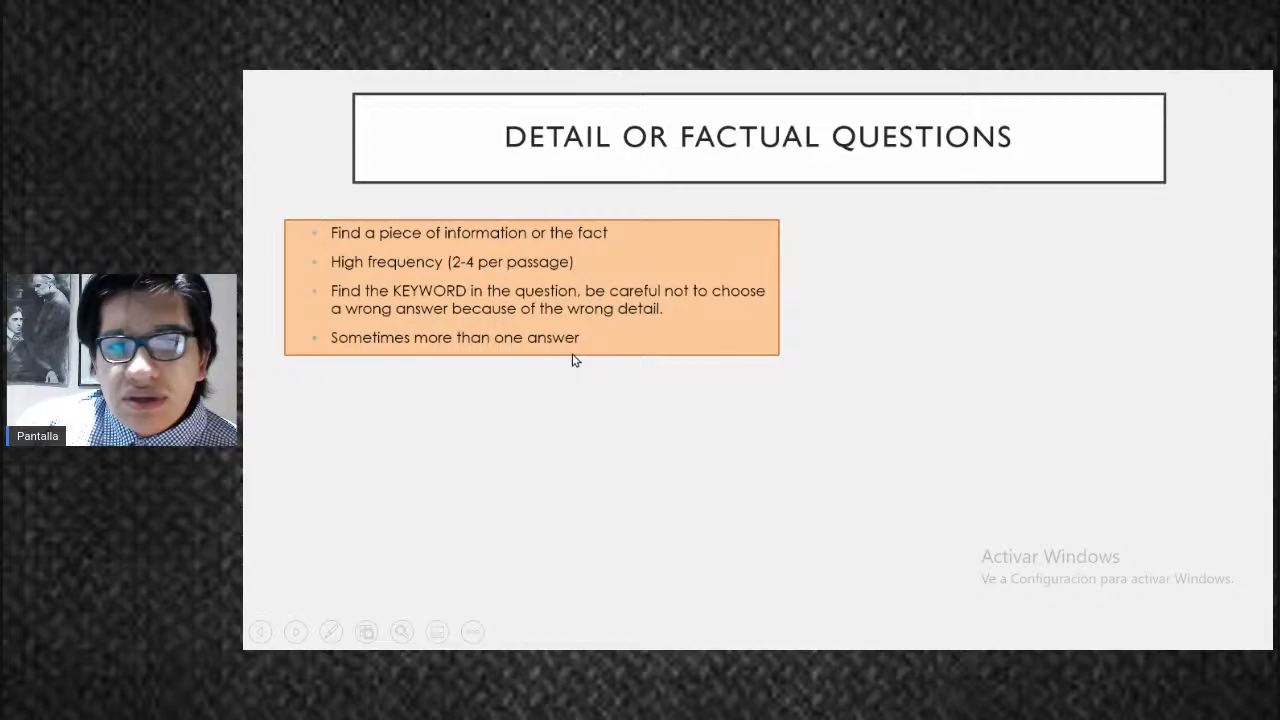 DETAIL OR FACTUAL QUESTIONS
Find a piece of information or the fact
High frequency (2-4 per passage)
Find the KEYWORD in the question, be careful not to choose
a wrong answer because of the wrong detail.
Sometimes more than one answer
Pantalla
Activar Windows
Ve a Configuración para activar Windows.